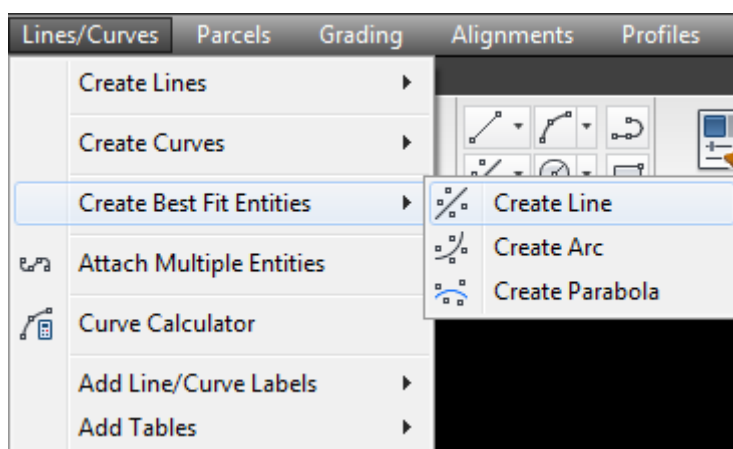 Lines/Curves Parcels Grading Alignments Profiles
Create Lines
Create Curves
Create Best Fit Entities
Create Line
Create Arc
Create Parabola
Attach Multiple Entities
Curve Calculator
Add Line/Curve Labels
Add Tables